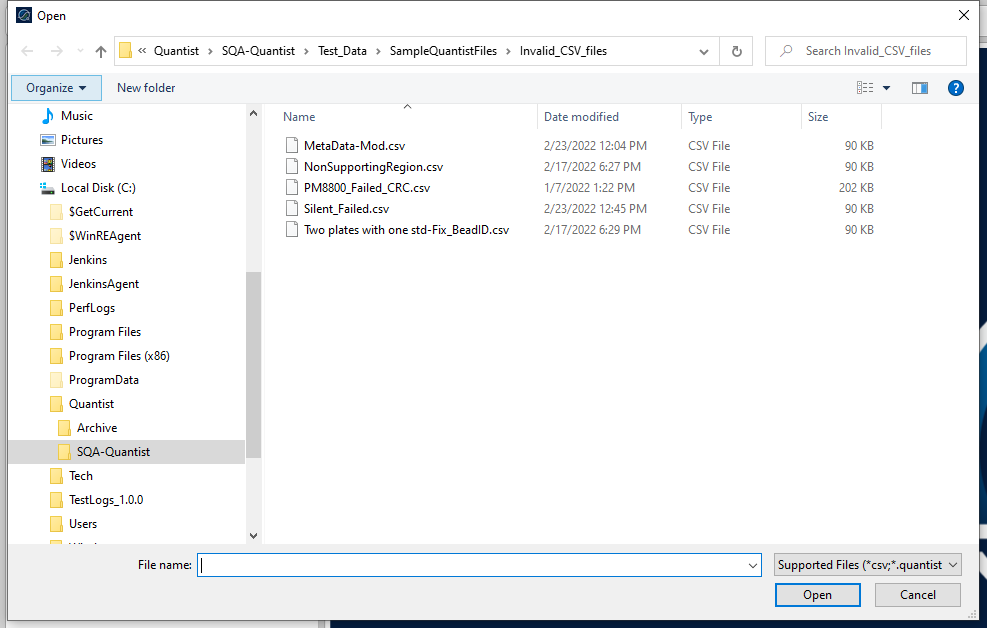 Open
« Quantist > SQA-Quantist > Test_Data > SampleQuantistFiles > Invalid_CSV_files
Search Invalid_CSV_files
Organize
New folder
Music
Pictures
Videos
Local Disk (C:)
$GetCurrent
$WinREAgent
Jenkins
JenkinsAgent
PerfLogs
Program Files
Program Files (x86)
ProgramData
Quantist
Archive
SQA-Quantist
Tech
TestLogs_1.0.0
Users
Name Date modified Type Size
MetaData-Mod.csv 2/23/2022 12:04 PM CSV File 90 KB
NonSupportingRegion.csv 2/17/2022 6:27 PM CSV File 90 KB
PM8800_Failed_CRC.csv 1/7/2022 1:22 PM CSV File 202 KB
Silent_Failed.csv 2/23/2022 12:45 PM CSV File 90 KB
Two plates with one std-Fix_BeadID.csv 2/17/2022 6:29 PM CSV File 90 KB
File name:
Supported Files (*csv;*.quantist
Open
Cancel